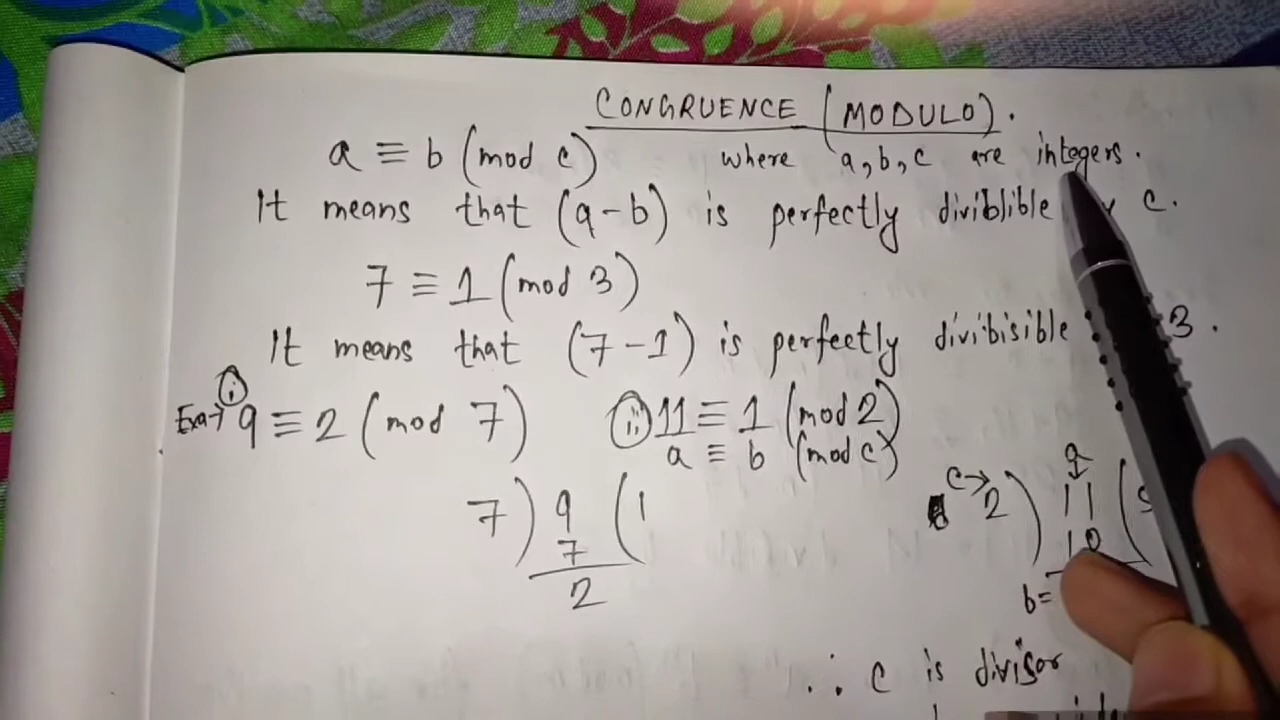 CONGRUENCE (MODULO).
a ≡ b (mod c) where a, b, c are integers.
It means that (a-b) is perfectly diviblible c.
7 ≡ 1 (mod 3)
It means that (7-1) is perfectly divibisible 3.
Exa→ (i) 9 ≡ 2 (mod 7) (ii) 11 ≡ 1 (mod 2)
a ≡ b (mod c)
7) 9 (1
7
2
a
c→ 2) 11 (5
10
b=
∴ c is divisor